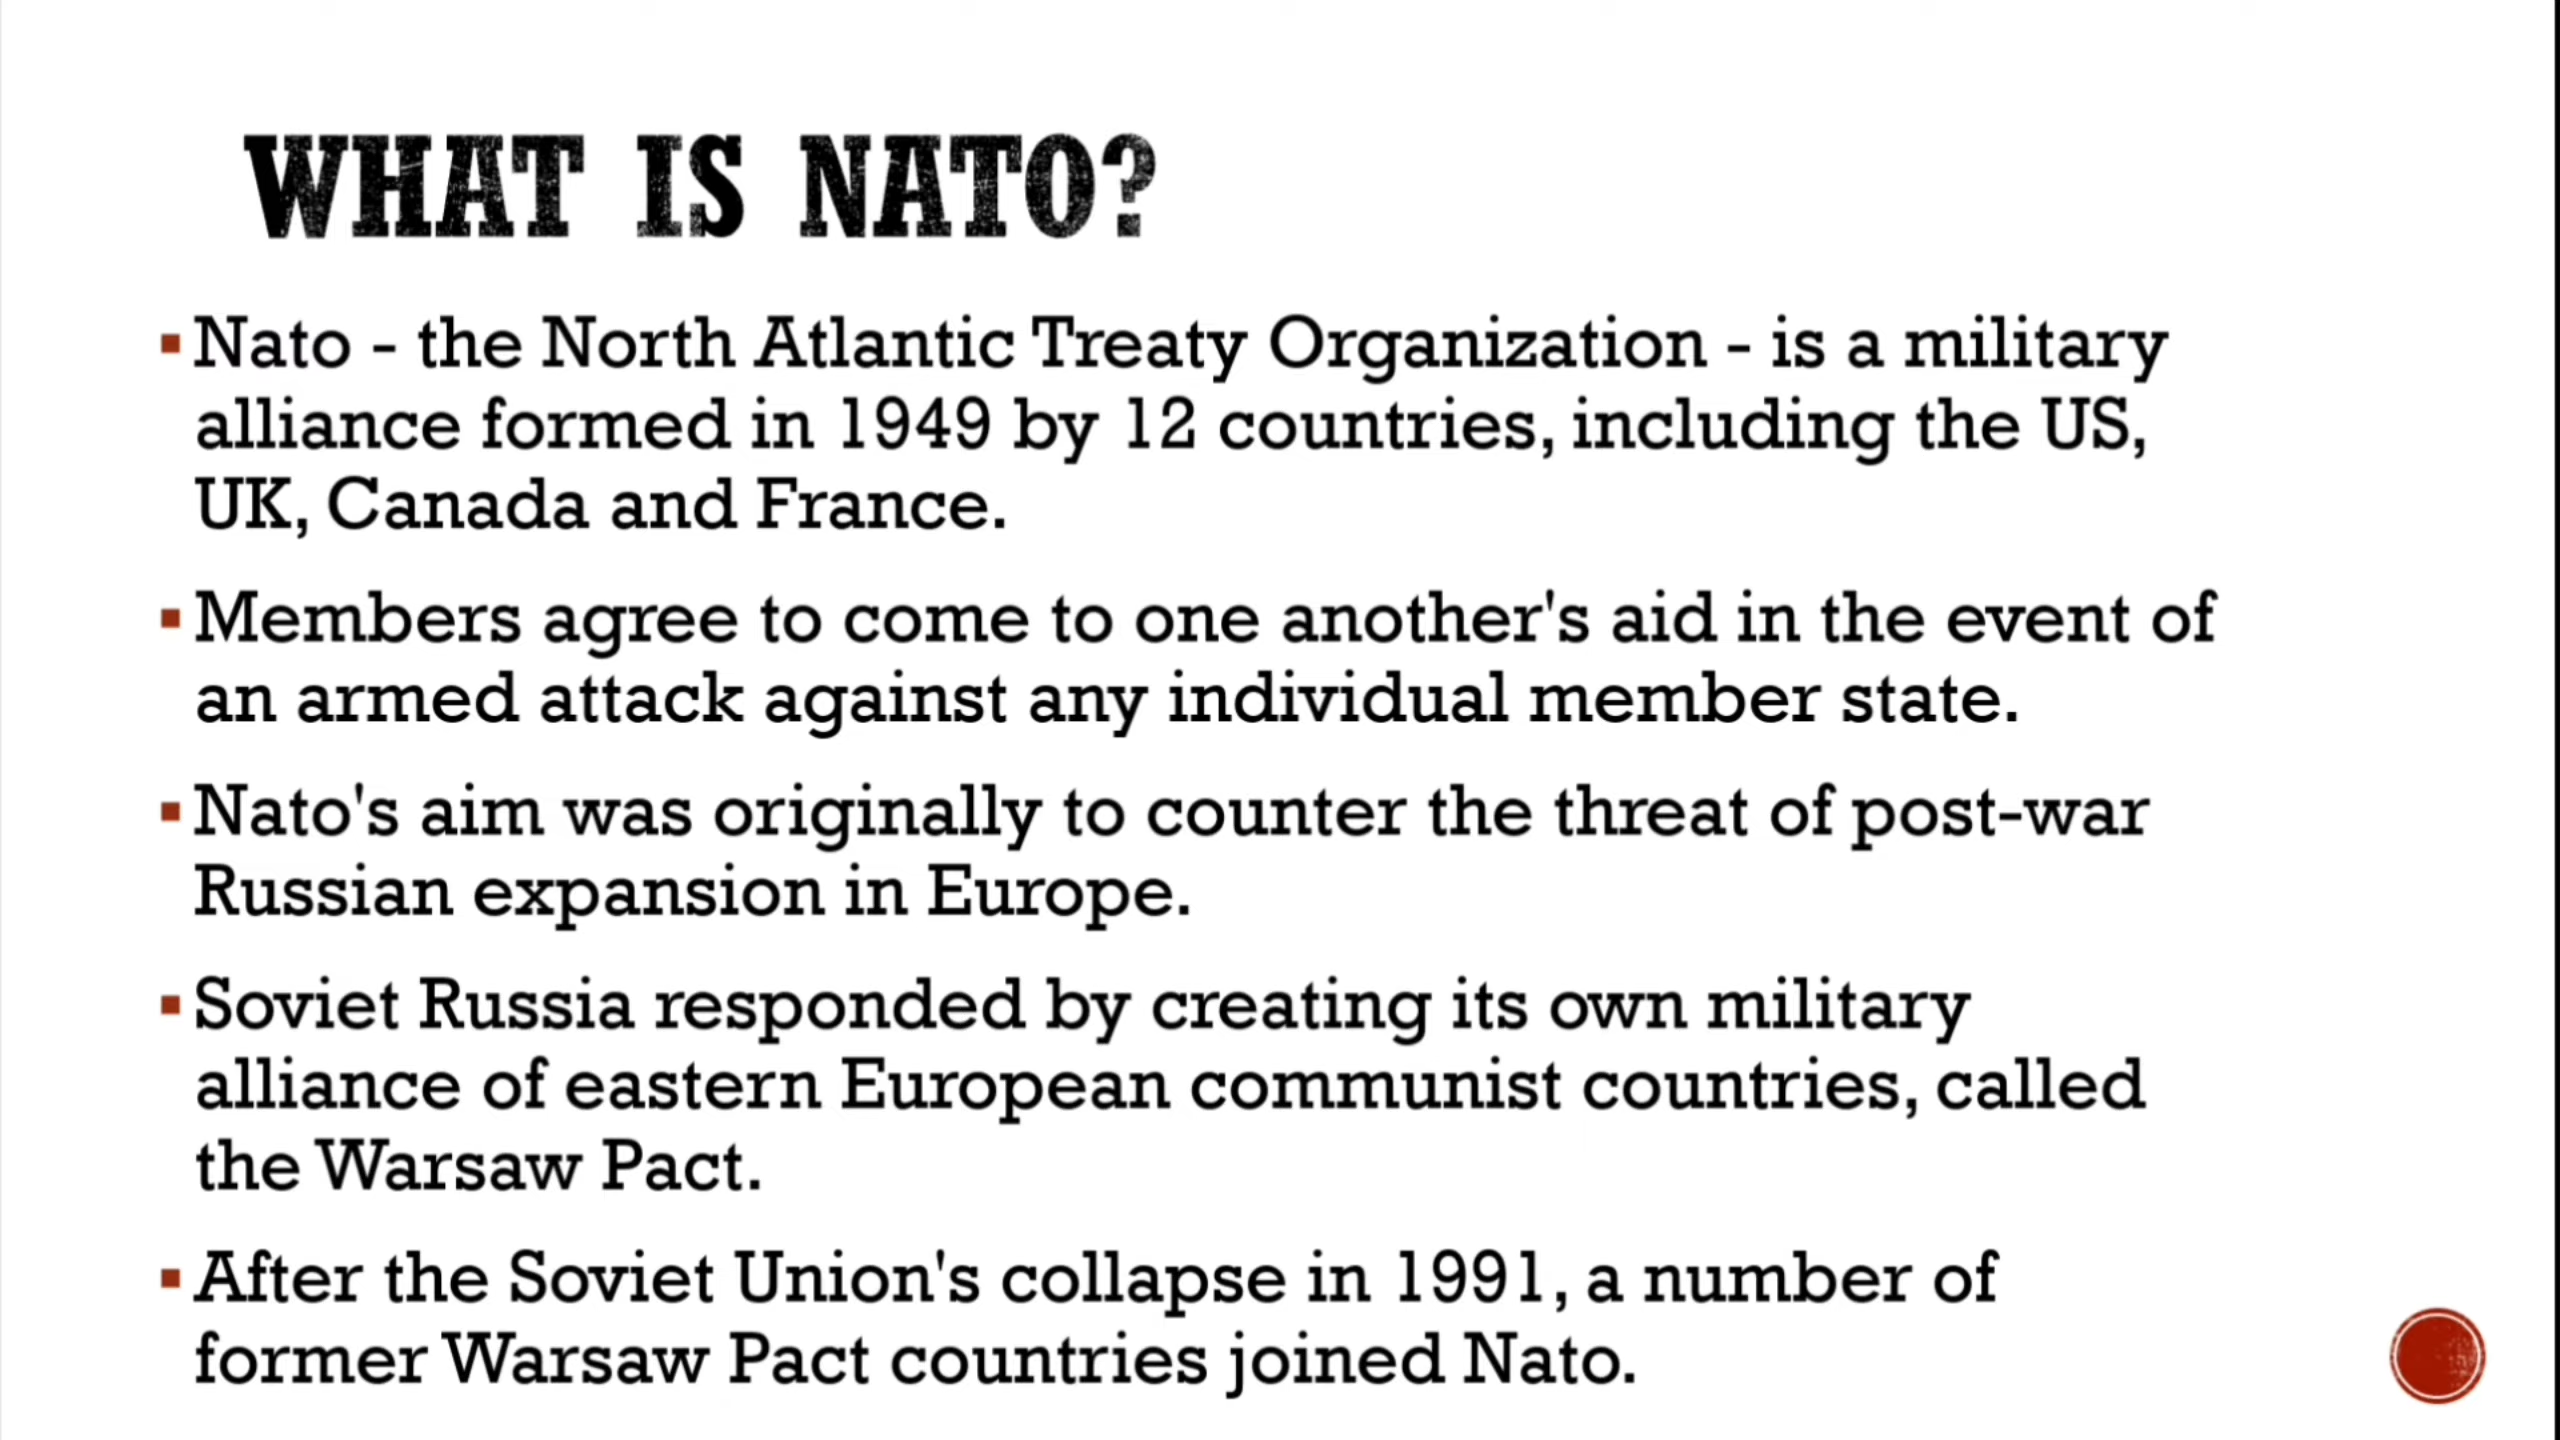 WHAT IS NATO?
▪Nato - the North Atlantic Treaty Organization - is a military
alliance formed in 1949 by 12 countries, including the US,
UK, Canada and France.
▪Members agree to come to one another's aid in the event of
an armed attack against any individual member state.
▪Nato's aim was originally to counter the threat of post-war
Russian expansion in Europe.
▪Soviet Russia responded by creating its own military
alliance of eastern European communist countries, called
the Warsaw Pact.
▪After the Soviet Union's collapse in 1991, a number of
former Warsaw Pact countries joined Nato.